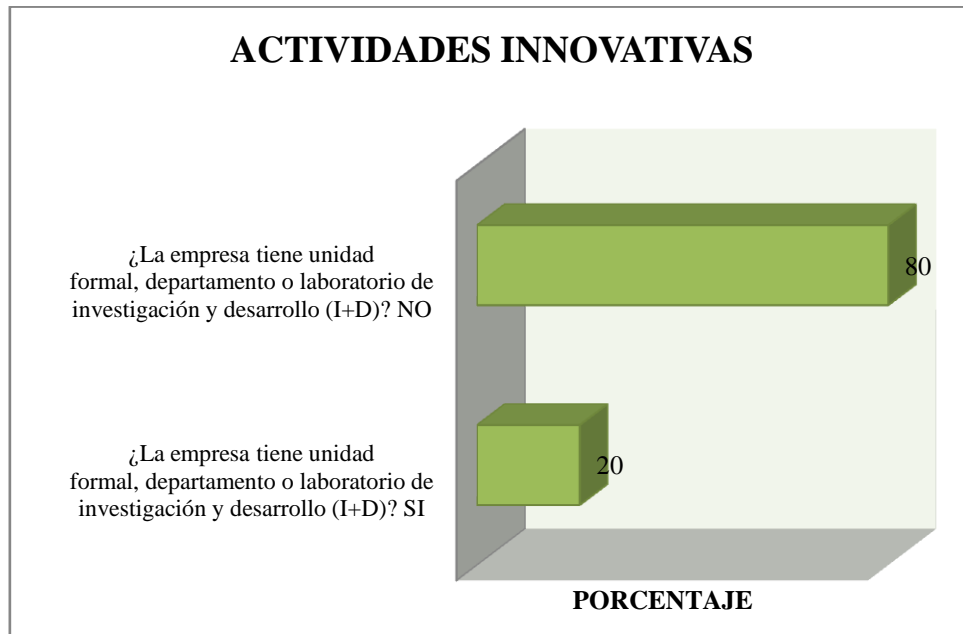 ACTIVIDADES INNOVATIVAS
¿La empresa tiene unidad
formal, departamento o laboratorio de
investigación y desarrollo (I+D)? NO
80
¿La empresa tiene unidad
formal, departamento o laboratorio de
investigación y desarrollo (I+D)? SI
20
PORCENTAJE